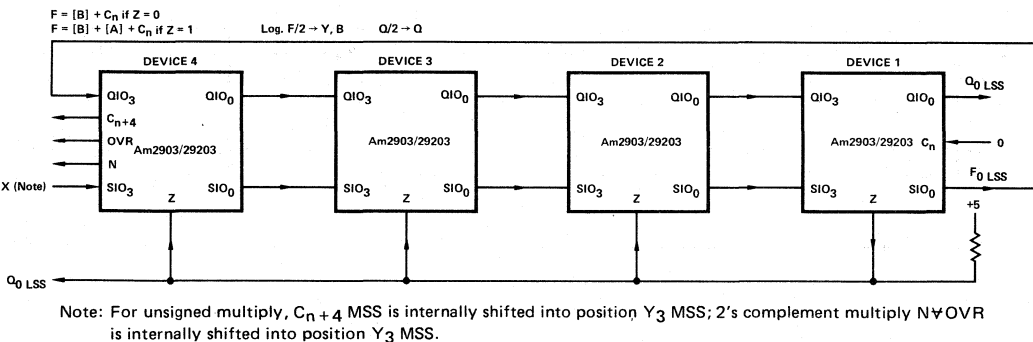 F = [B] + Cn if Z = 0
F = [B] + [A] + Cn if Z = 1 Log. F/2 → Y, B Q/2 → Q
DEVICE 4 DEVICE 3 DEVICE 2 DEVICE 1
QIO3 QIO0 QIO3 QIO0 QIO3 QIO0 QIO3 QIO0 Q0 LSS
Cn+4
OVR Am2903/29203 Am2903/29203 Am2903/29203 Am2903/29203 Cn 0
N
X (Note) SIO3 Z SIO0 SIO3 Z SIO0 SIO3 Z SIO0 SIO3 Z SIO0 F0 LSS
+5
Q0 LSS
Note: For unsigned multiply, Cn + 4 MSS is internally shifted into position Y3 MSS; 2's complement multiply N∀OVR
is internally shifted into position Y3 MSS.